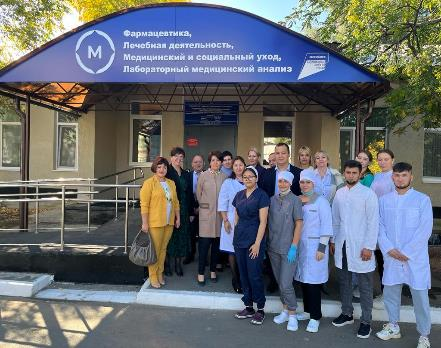 М
Фармацевтика,
Лечебная деятельность,
Медицинский и социальный уход,
Лабораторный медицинский анализ